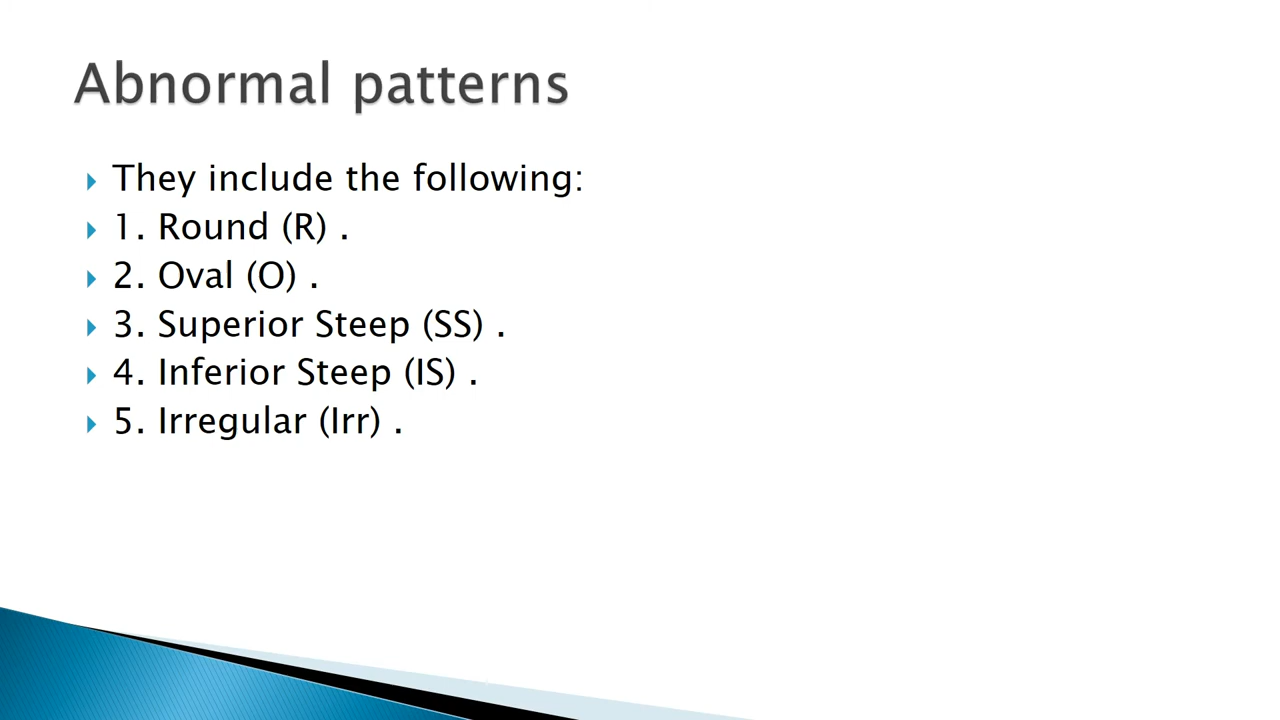 Abnormal patterns
They include the following:
1. Round (R) .
2. Oval (O) .
3. Superior Steep (SS) .
4. Inferior Steep (IS) .
5. Irregular (Irr) .